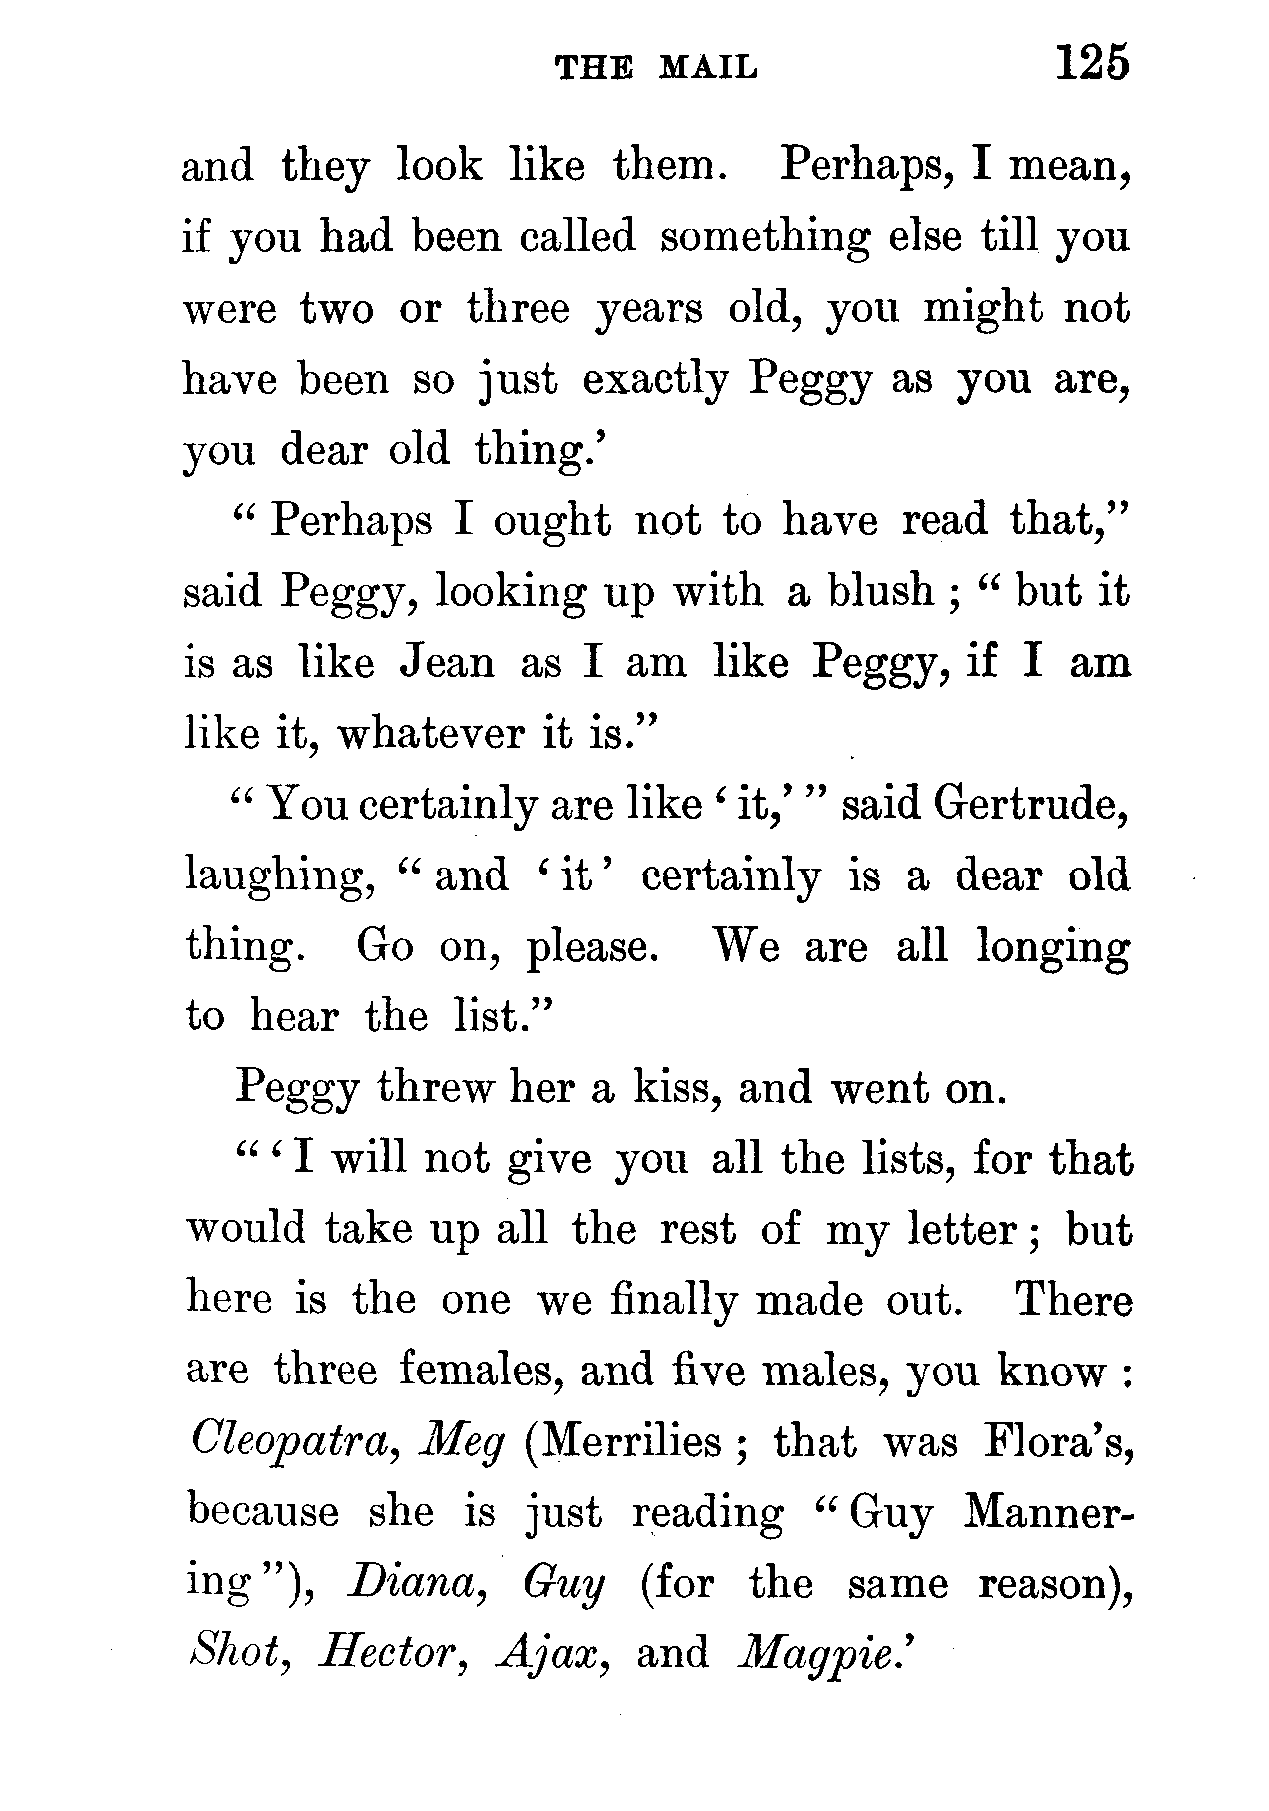 THE MAIL 125
and they look like them. Perhaps, I mean,
if you had been called something else till you
were two or three years old, you might not
have been so just exactly Peggy as you are,
you dear old thing.'
“ Perhaps I ought not to have read that,”
said Peggy, looking up with a blush ; “ but it
is as like Jean as I am like Peggy, if I am
like it, whatever it is.”
“ You certainly are like ‘ it,’ ” said Gertrude,
laughing, “ and ‘ it ’ certainly is a dear old
thing. Go on, please. We are all longing
to hear the list.”
Peggy threw her a kiss, and went on.
“ ‘ I will not give you all the lists, for that
would take up all the rest of my letter ; but
here is the one we finally made out. There
are three females, and five males, you know :
Cleopatra, Meg (Merrilies ; that was Flora's,
because she is just reading “ Guy Manner-
ing ”), Diana, Guy (for the same reason),
Shot, Hector, Ajax, and Magpie.’